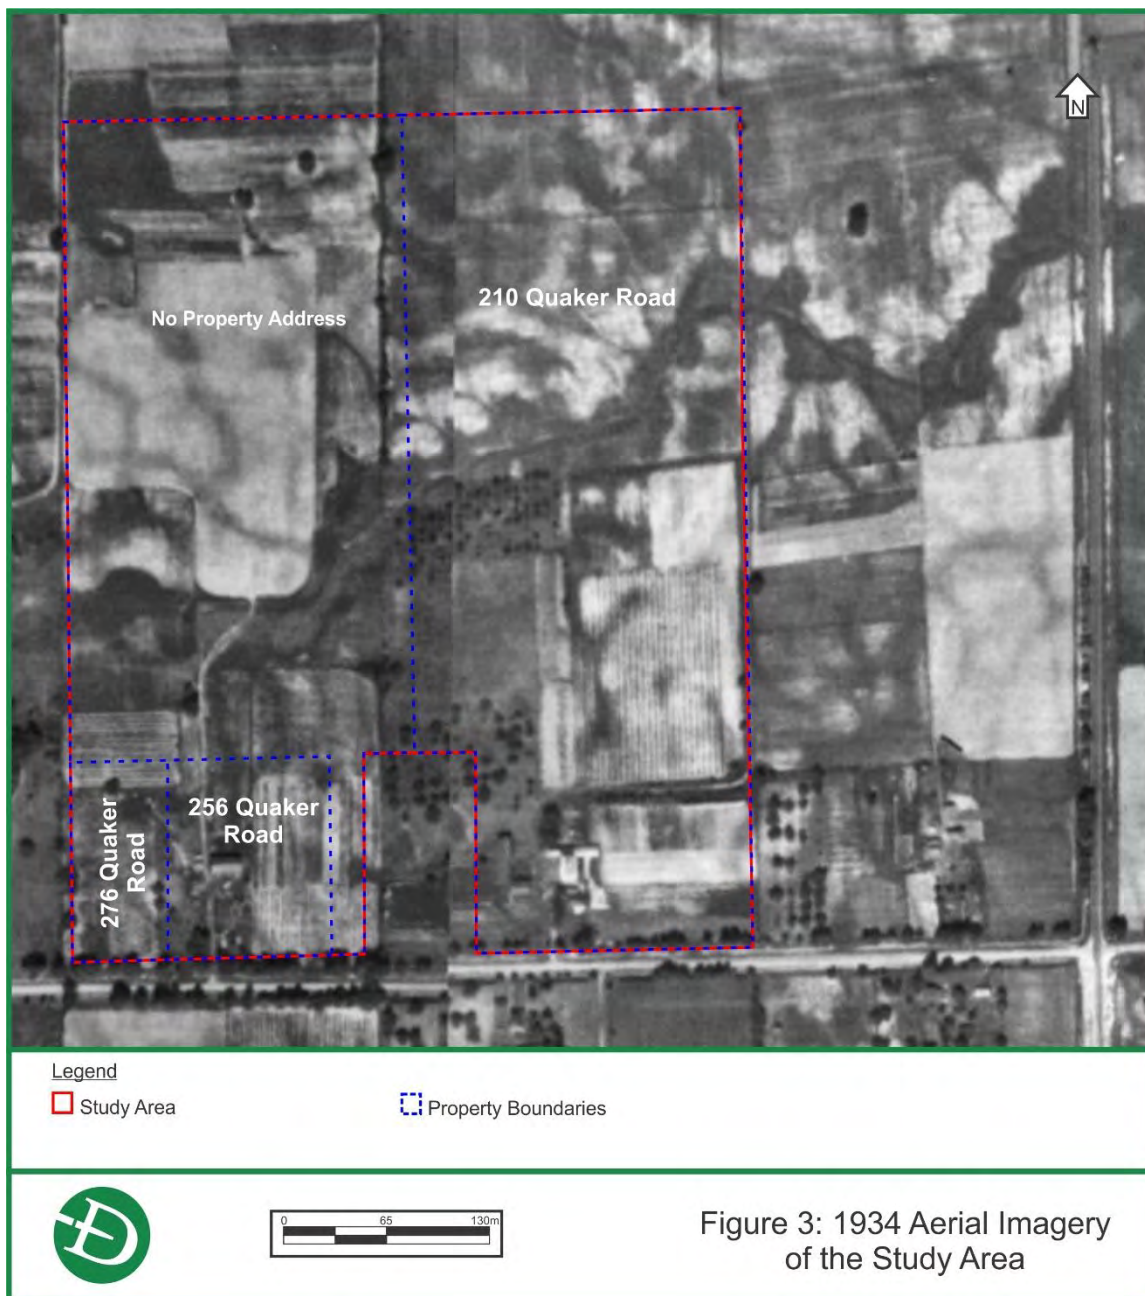 N
No Property Address
210 Quaker Road
276 Quaker
Road
256 Quaker
Road
Legend
Study Area
Property Boundaries
0 65 130m
Figure 3: 1934 Aerial Imagery
of the Study Area